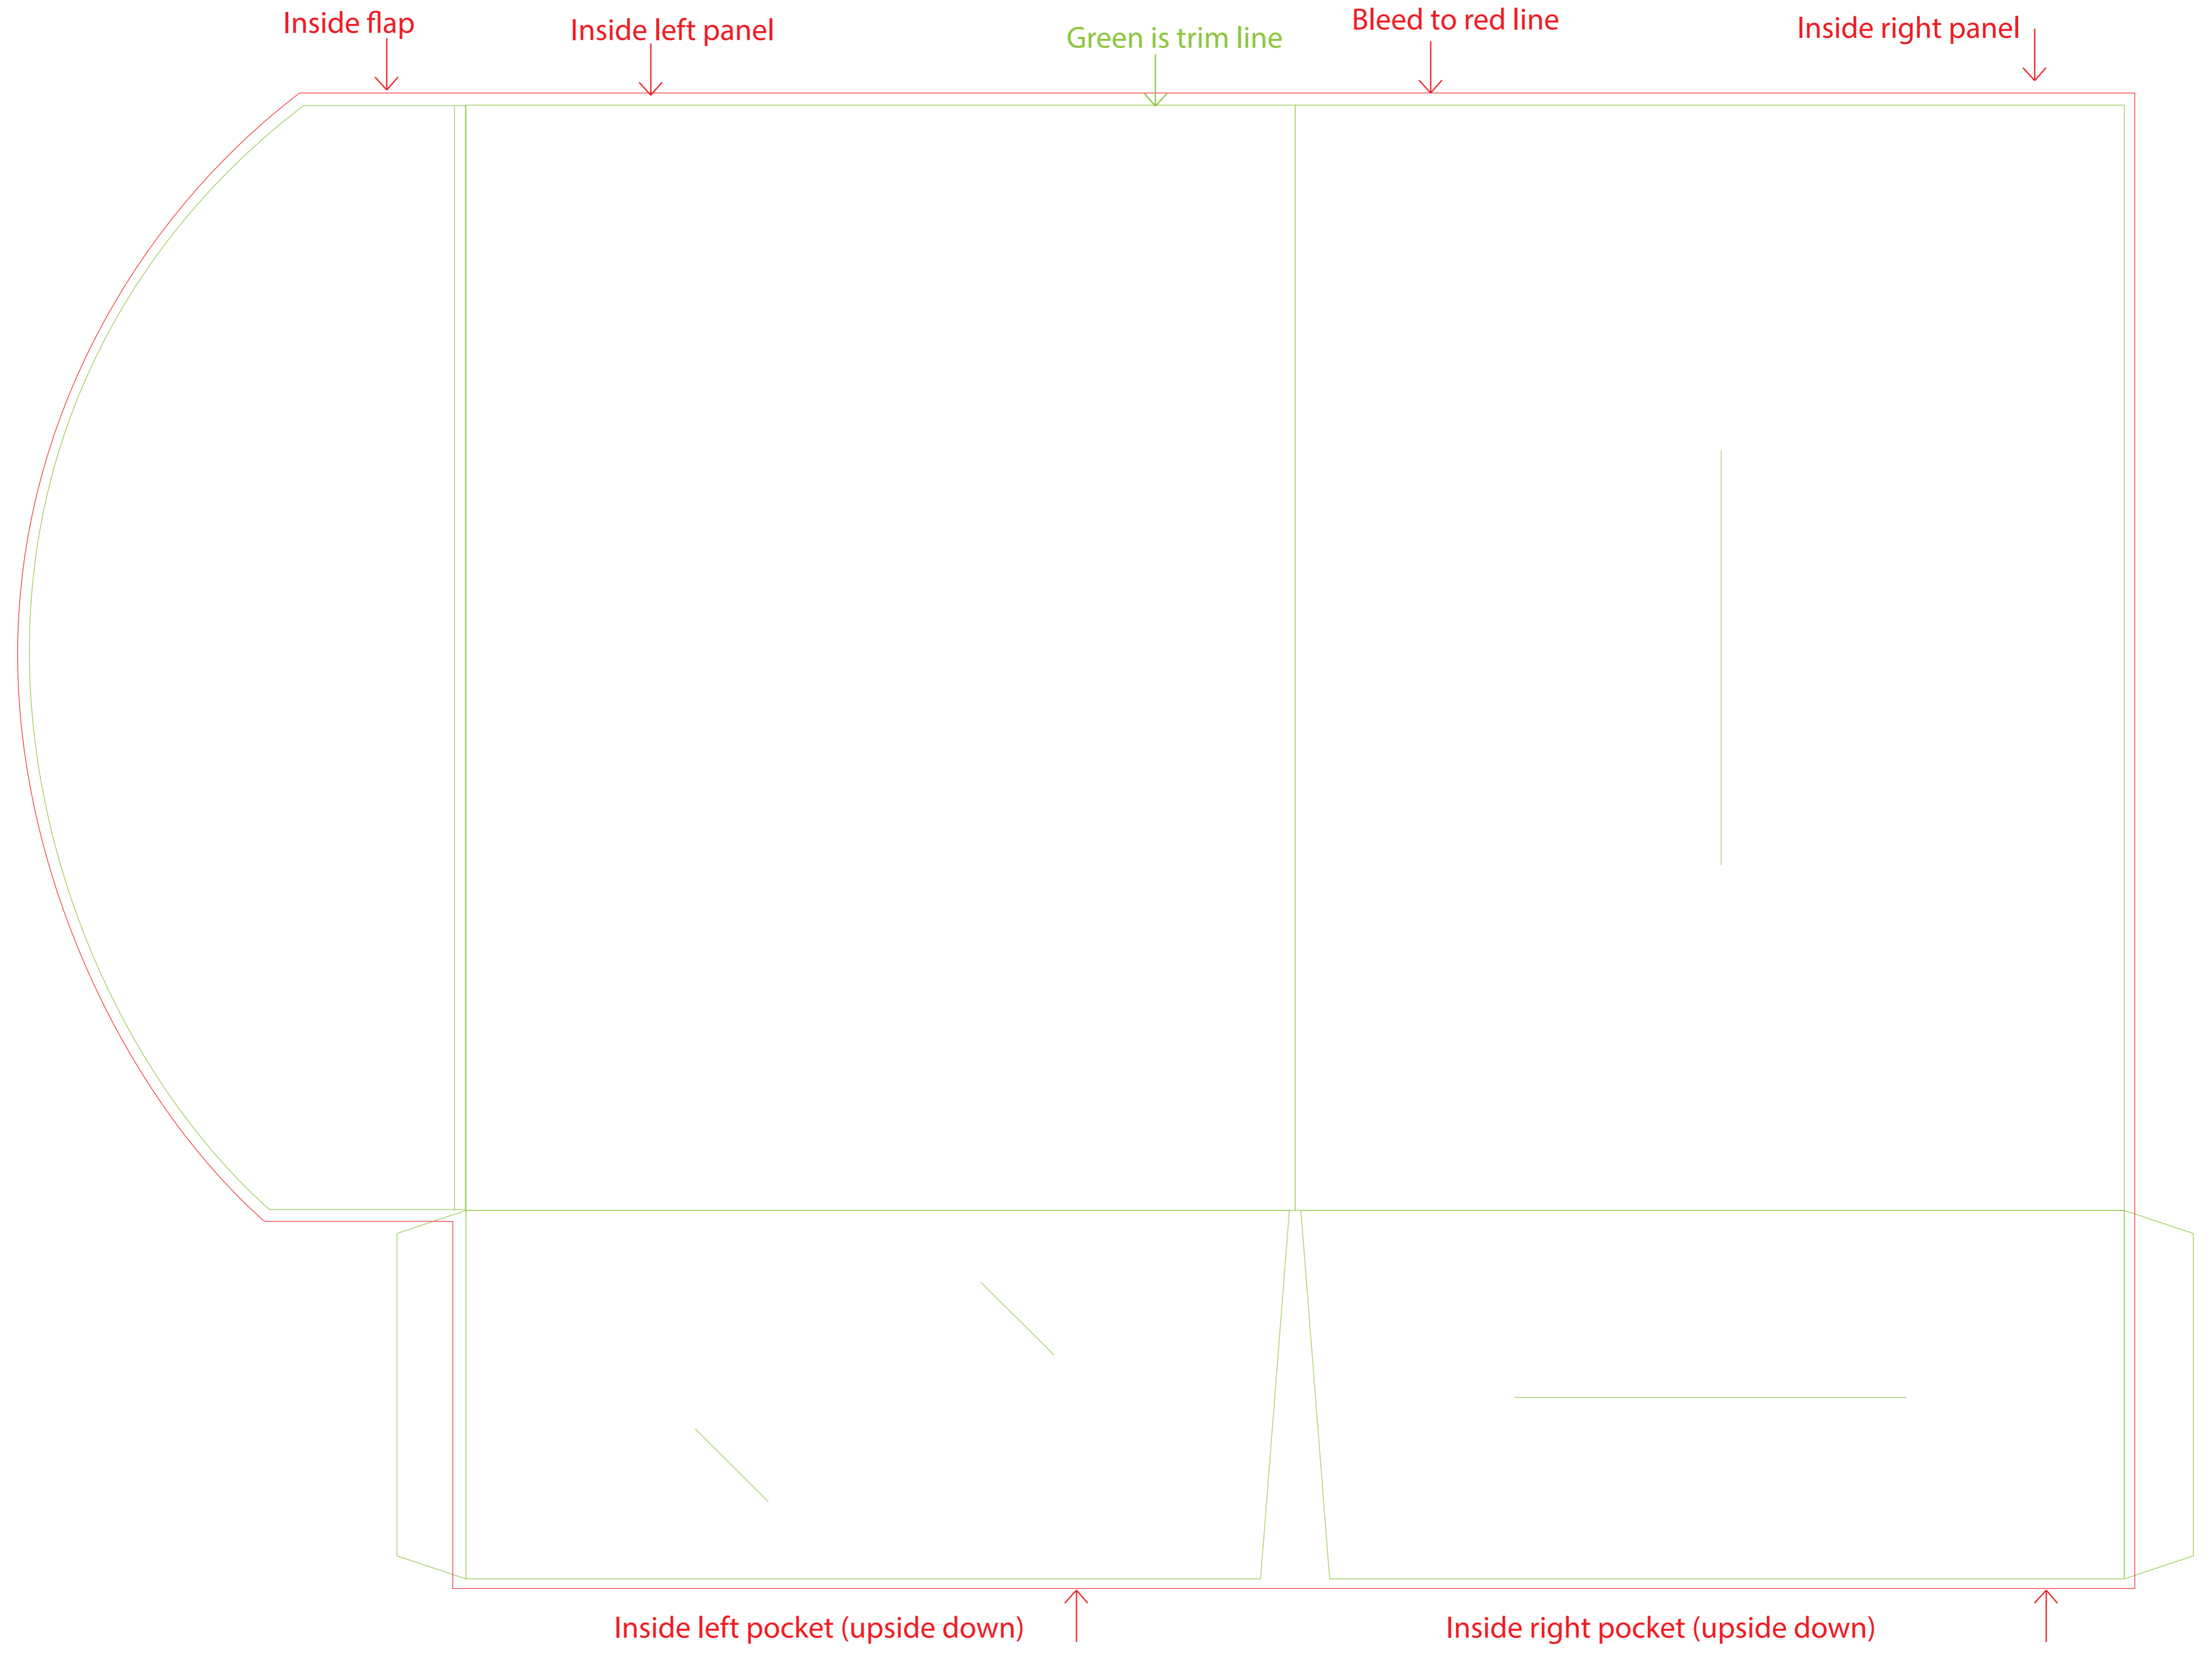 Inside flap
Inside left panel
Green is trim line
Bleed to red line
Inside right panel
Inside left pocket (upside down)
Inside right pocket (upside down)